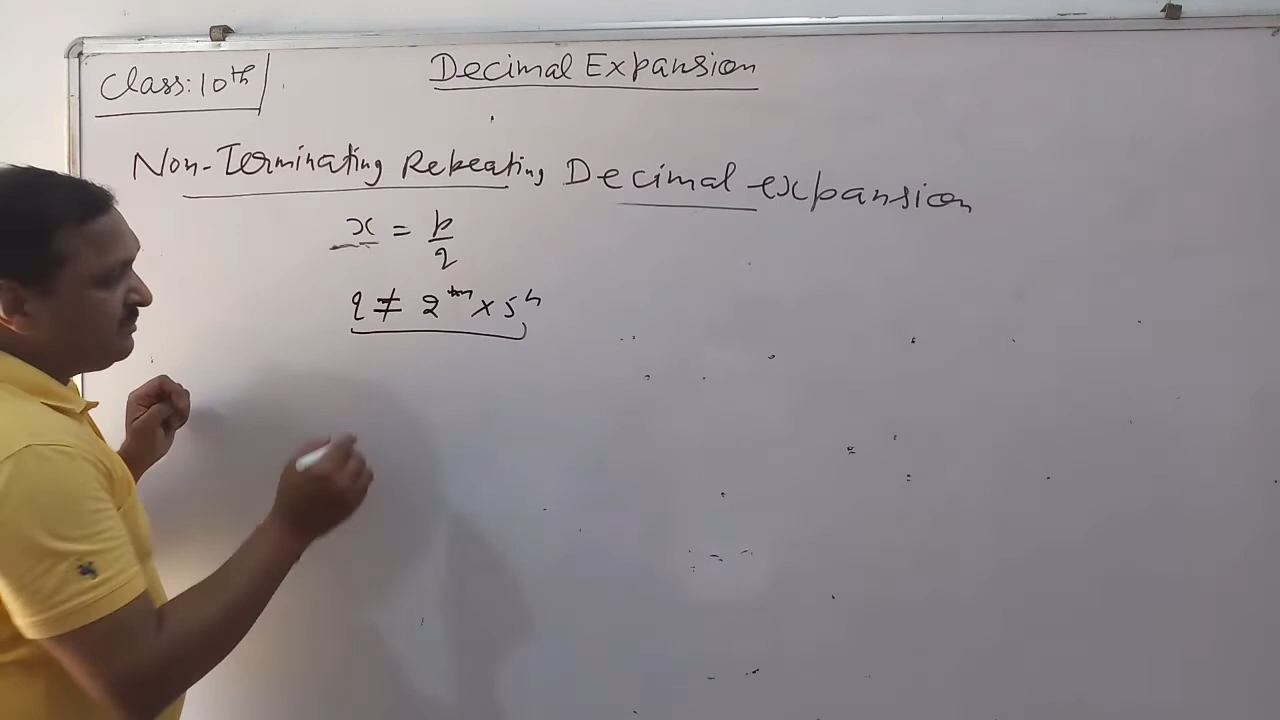 Class: 10th
Decimal Expansion
Non-Terminating Repeating Decimal expansion
x = p/q
q ≠ 2^m × 5^n